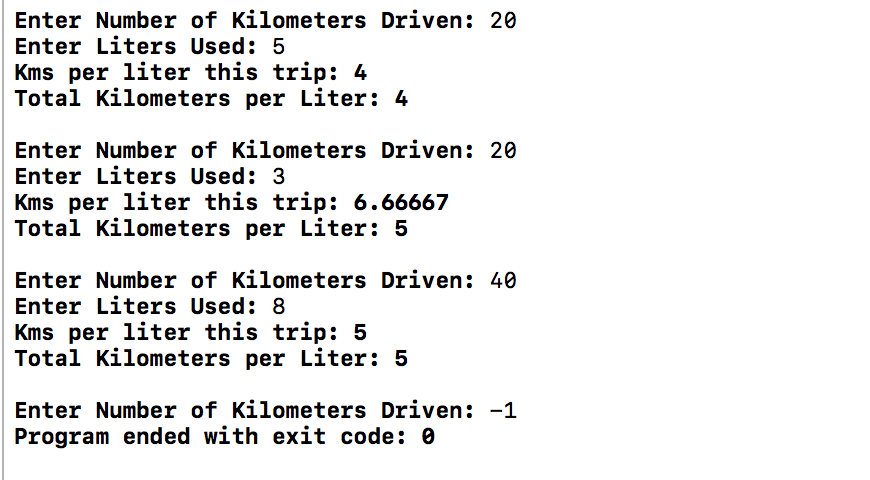 Enter Number of Kilometers Driven: 20
Enter Liters Used: 5
Kms per liter this trip: 4
Total Kilometers per Liter: 4
Enter Number of Kilometers Driven: 20
Enter Liters Used: 3
Kms per liter this trip: 6.66667
Total Kilometers per Liter: 5
Enter Number of Kilometers Driven: 40
Enter Liters Used: 8
Kms per liter this trip: 5
Total Kilometers per Liter: 5
Enter Number of Kilometers Driven: -1
Program ended with exit code: 0